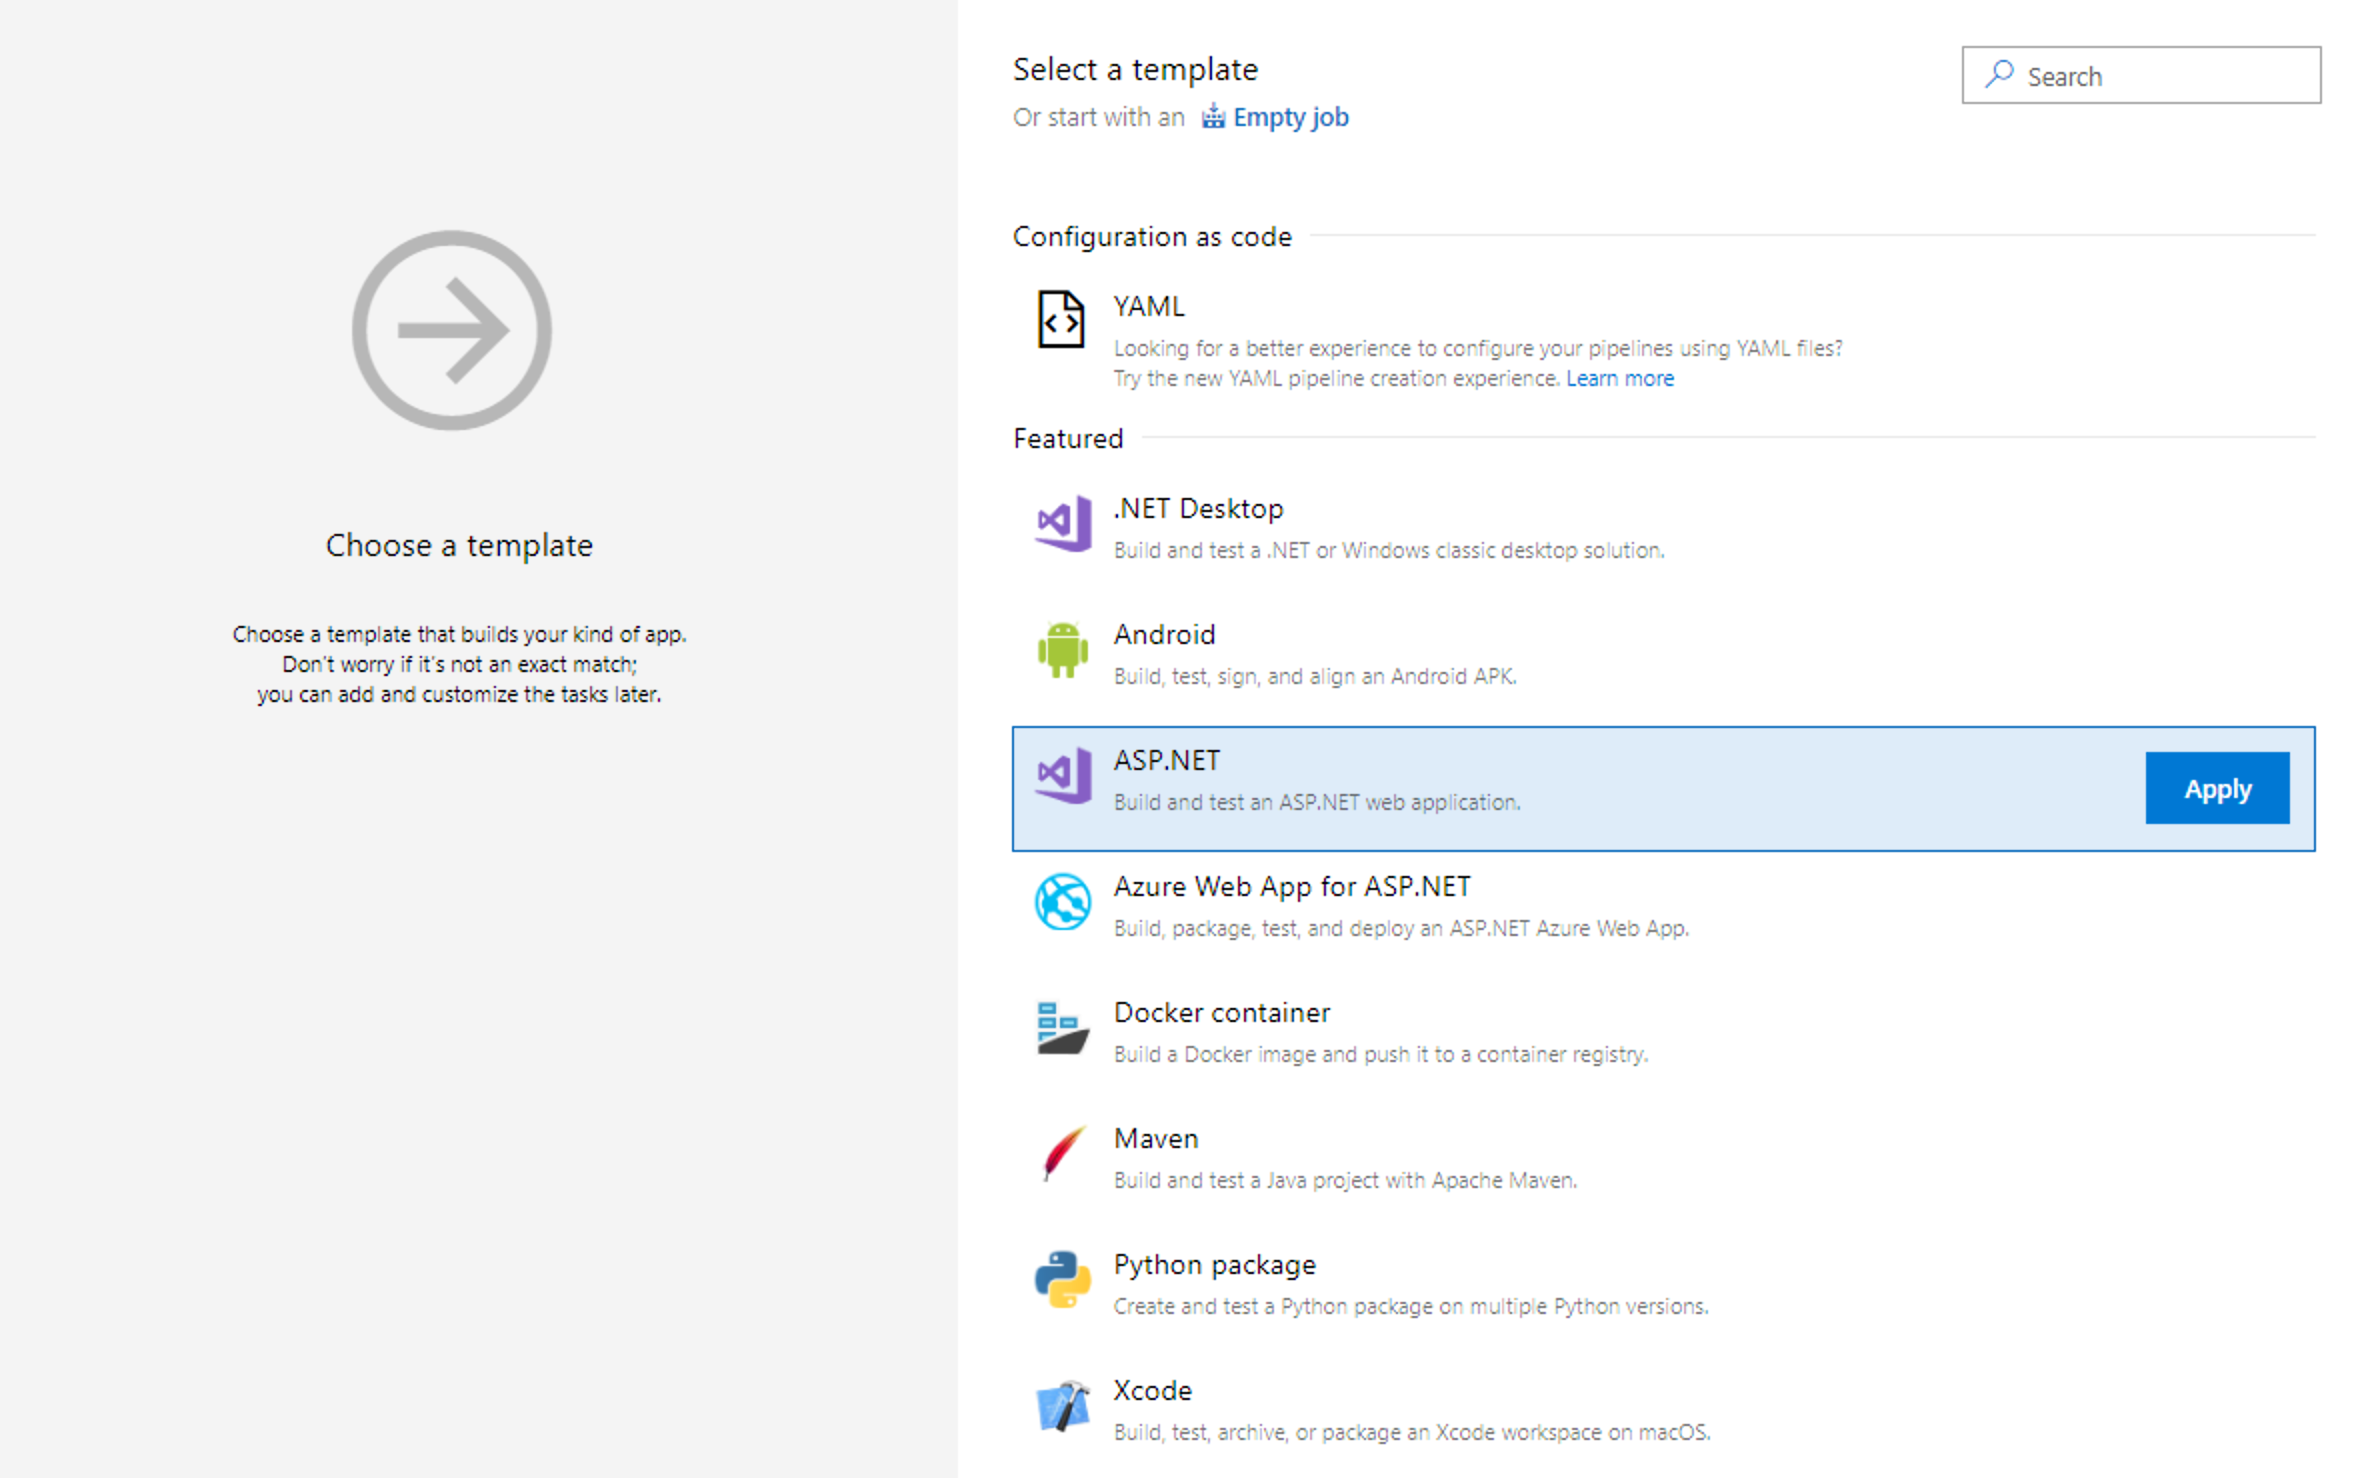 Choose a template
Choose a template that builds your kind of app.
Don't worry if it's not an exact match;
you can add and customize the tasks later.
Select a template
Or start with an Empty job
Search
Configuration as code
YAML
Looking for a better experience to configure your pipelines using YAML files?
Try the new YAML pipeline creation experience. Learn more
Featured
.NET Desktop
Build and test a .NET or Windows classic desktop solution.
Android
Build, test, sign, and align an Android APK.
ASP.NET
Build and test an ASP.NET web application.
Apply
Azure Web App for ASP.NET
Build, package, test, and deploy an ASP.NET Azure Web App.
Docker container
Build a Docker image and push it to a container registry.
Maven
Build and test a Java project with Apache Maven.
Python package
Create and test a Python package on multiple Python versions.
Xcode
Build, test, archive, or package an Xcode workspace on macOS.